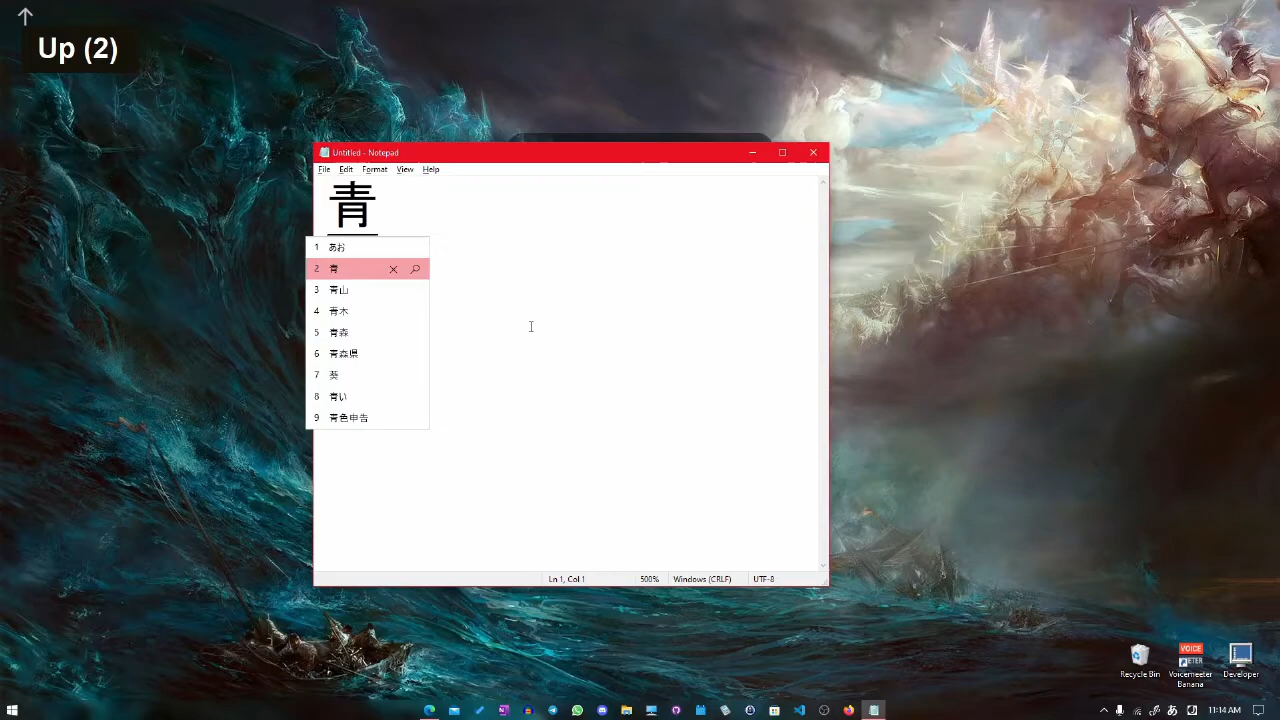 Up (2)
Untitled - Notepad
File Edit Format View Help
青
1 あお
2 青
3 青山
4 青木
5 青森
6 青森県
7 葵
8 青い
9 青色申告
Ln 1, Col 1 500% Windows (CRLF) UTF-8
Recycle Bin
VOICE
Voicemeeter Banana
Developer
あ 11:14 AM